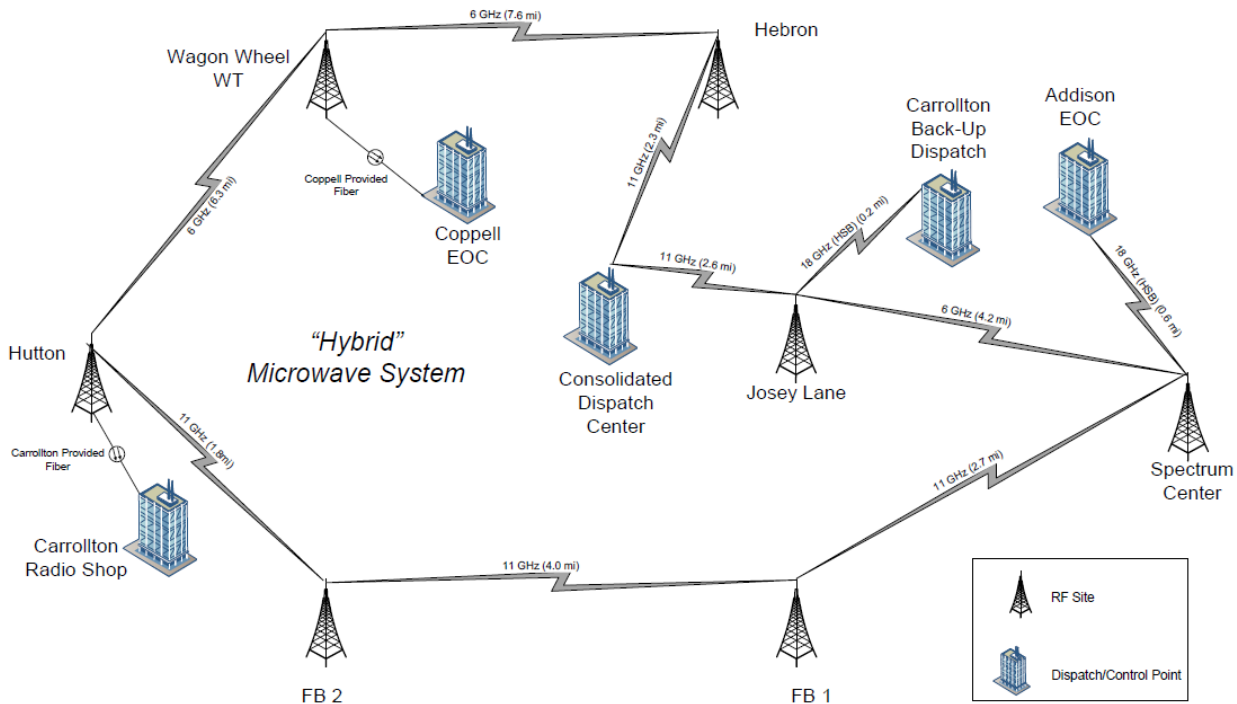 6 GHz (7.6 mi)
Wagon Wheel
WT
Hebron
Carrollton
Back-Up
Dispatch
Addison
EOC
11 GHz (2.3 mi)
Coppell Provided
Fiber
6 GHz (6.3 mi)
Coppell
EOC
18 GHz (HSB) (0.2 mi)
18 GHz (HSB) (0.6 mi)
11 GHz (2.6 mi)
6 GHz (4.2 mi)
Hutton
“Hybrid”
Microwave System
Consolidated
Dispatch
Center
Josey Lane
11 GHz (1.8mi)
Carrollton Provided
Fiber
11 GHz (2.7 mi)
Spectrum
Center
Carrollton
Radio Shop
11 GHz (4.0 mi)
RF Site
Dispatch/Control Point
FB 2
FB 1